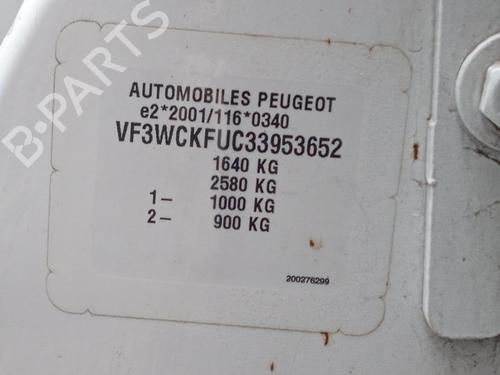 B-PARTS
AUTOMOBILES PEUGEOT
e2*2001/116*0340
VF3WCKFUC33953652
1640 KG
2580 KG
1- 1000 KG
2- 900 KG
200276299